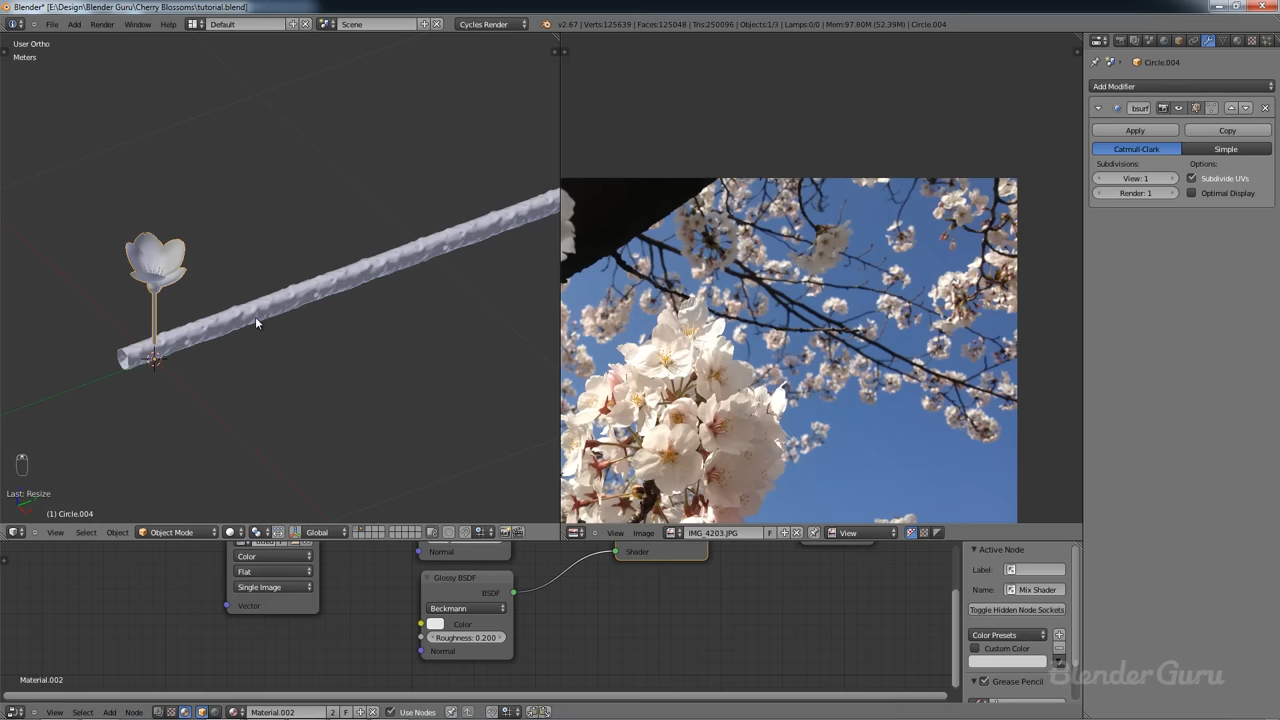 Blender* [E:\Design\Blender Guru\Cherry Blossoms\tutorial.blend]
File Add Render Window Help Default Scene Cycles Render v2.67 | Verts:125639 | Faces:125048 | Tris:250096 | Objects:1/3 | Lamps:0/0 | Mem:97.80M (52.39M) | Circle.004
User Ortho
Meters
Circle.004
Add Modifier
bsurf
Apply Copy
Catmull-Clark Simple
Subdivisions: Options:
View: 1 Subdivide UVs
Render: 1 Optimal Display
Last: Resize
(1) Circle.004
View Select Object Object Mode Global
View Image IMG_4203.JPG F View
Color
Flat
Single Image
Vector
Normal
Glossy BSDF
BSDF
Beckmann
Color
Roughness: 0.200
Normal
Shader
Active Node
Label:
Name: Mix Shader
Toggle Hidden Node Sockets
Color Presets
Custom Color
Grease Pencil
BlenderGuru
Material.002
View Select Add Node Material.002 2 F Use Nodes